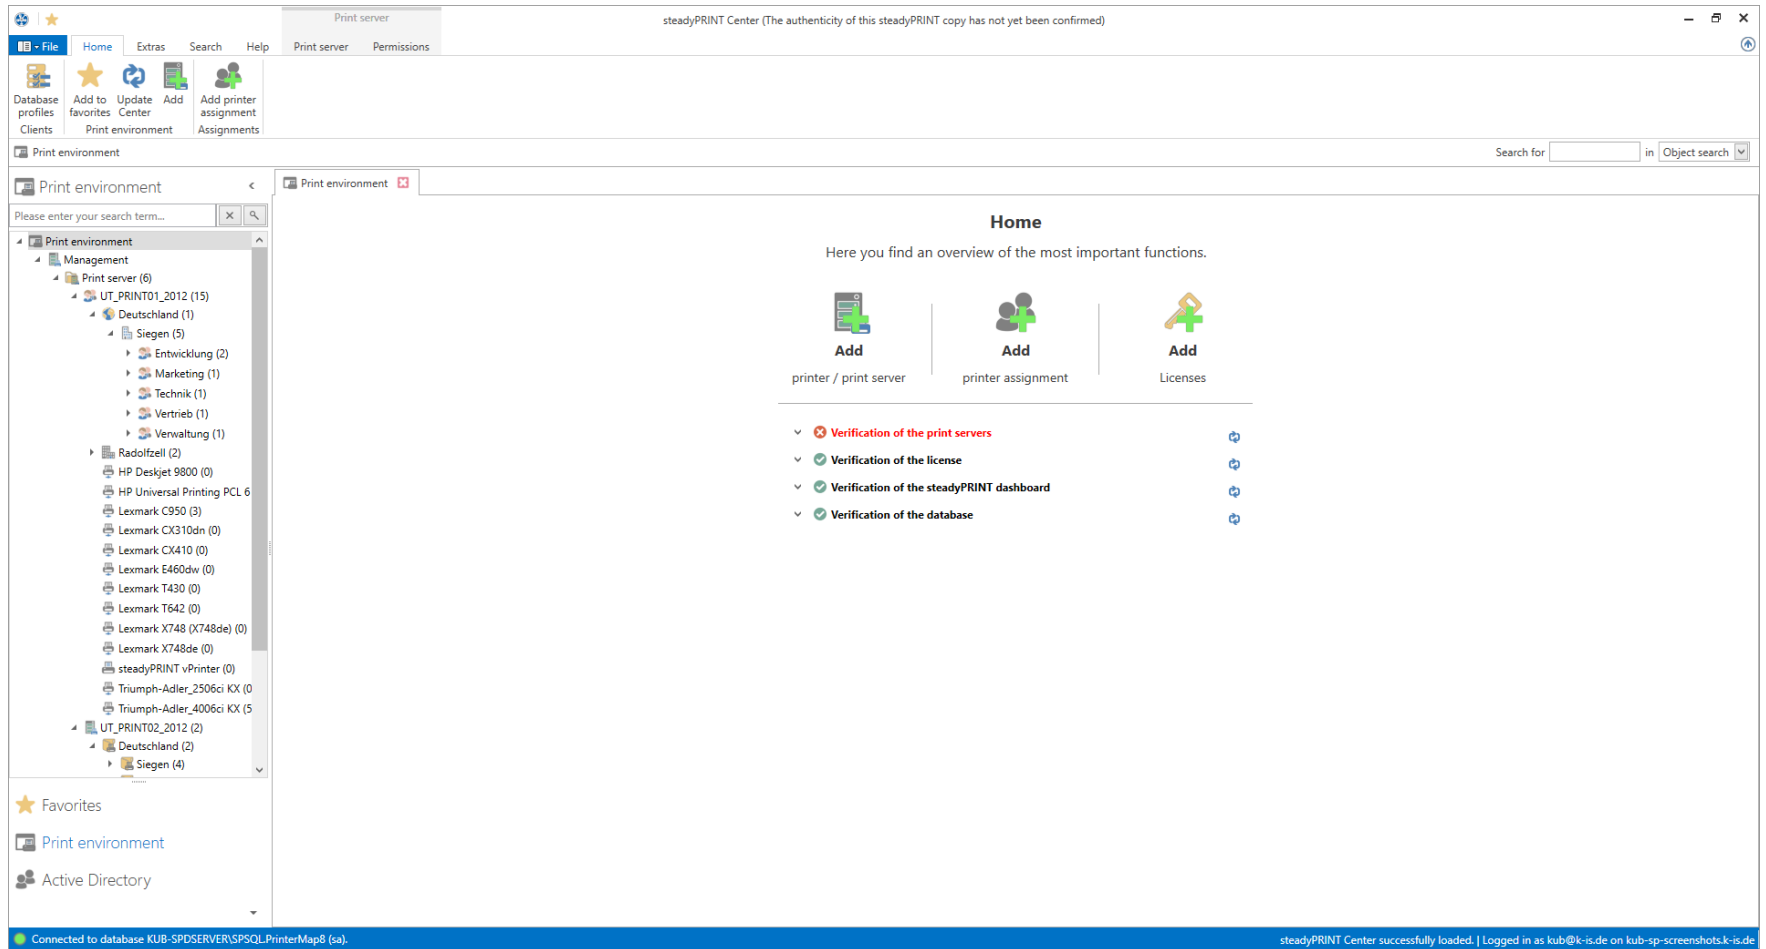 Print server
steadyPRINT Center (The authenticity of this steadyPRINT copy has not yet been confirmed)
File Home Extras Search Help Print server Permissions
Database profiles
Add to favorites
Update Center
Add
Add printer assignment
Clients Print environment Assignments
Print environment
Search for in Object search
Print environment
Print environment
Please enter your search term...
Print environment
Management
Print server (6)
UT_PRINT01_2012 (15)
Deutschland (1)
Siegen (5)
Entwicklung (2)
Marketing (1)
Technik (1)
Vertrieb (1)
Verwaltung (1)
Radolfzell (2)
HP Deskjet 9800 (0)
HP Universal Printing PCL 6
Lexmark C950 (3)
Lexmark CX310dn (0)
Lexmark CX410 (0)
Lexmark E460dw (0)
Lexmark T430 (0)
Lexmark T642 (0)
Lexmark X748 (X748de) (0)
Lexmark X748de (0)
steadyPRINT vPrinter (0)
Triumph-Adler_2506ci KX (0
Triumph-Adler_4006ci KX (5
UT_PRINT02_2012 (2)
Deutschland (2)
Siegen (4)
Favorites
Print environment
Active Directory
Home
Here you find an overview of the most important functions.
Add
printer / print server
Add
printer assignment
Add
Licenses
Verification of the print servers
Verification of the license
Verification of the steadyPRINT dashboard
Verification of the database
Connected to database KUB-SPDSERVER\SPSQL.PrinterMap8 (sa).
steadyPRINT Center successfully loaded. | Logged in as kub@k-is.de on kub-sp-screenshots.k-is.de